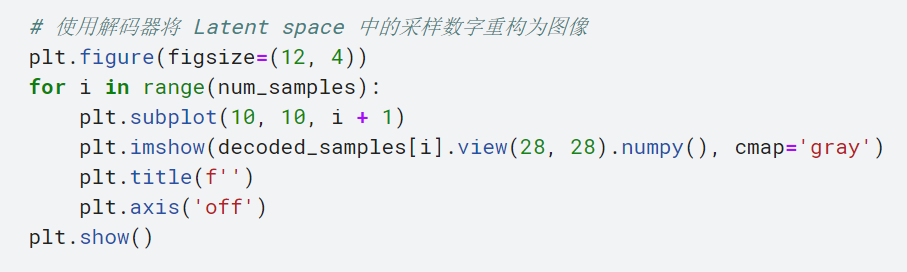 # 使用解码器将 Latent space 中的采样数字重构为图像
plt.figure(figsize=(12, 4))
for i in range(num_samples):
    plt.subplot(10, 10, i + 1)
    plt.imshow(decoded_samples[i].view(28, 28).numpy(), cmap='gray')
    plt.title(f'')
    plt.axis('off')
plt.show()